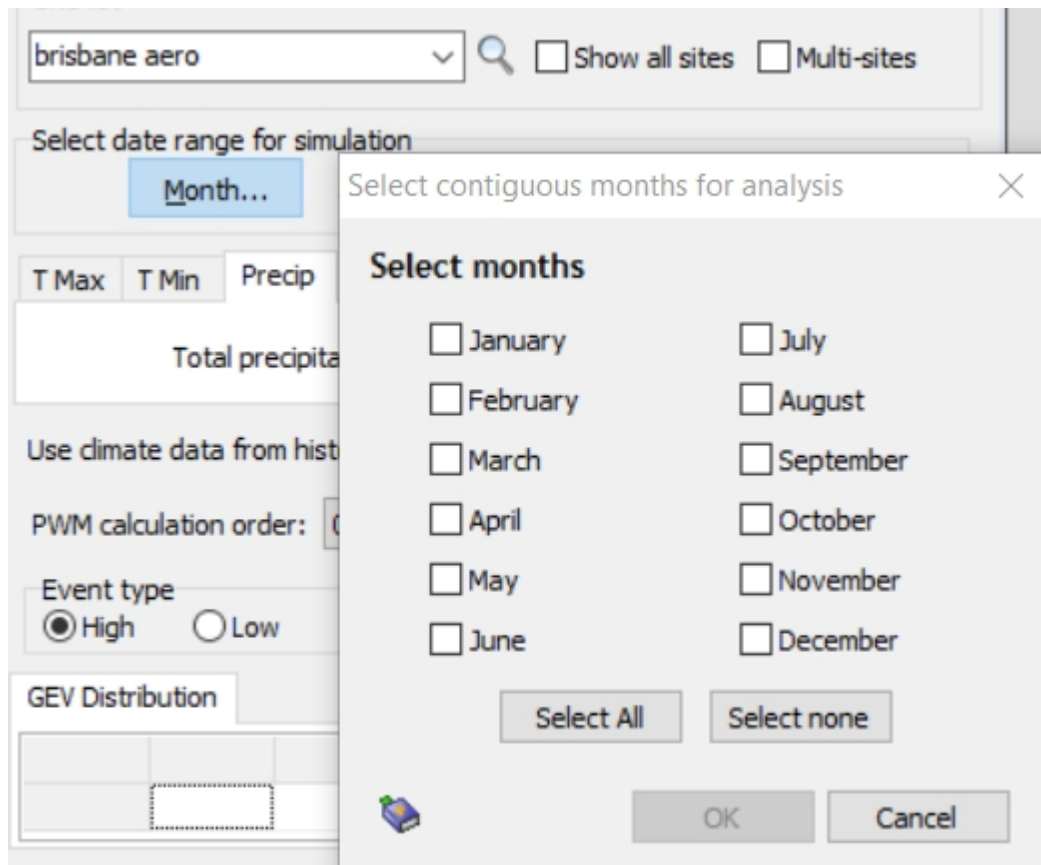 brisbane aero
Show all sites
Multi-sites
Select date range for simulation
Month...
Select contiguous months for analysis
T Max
T Min
Precip
Select months
Total precipita
January
July
February
August
Use climate data from hist
March
September
PWM calculation order:
April
October
Event type
May
November
High
Low
June
December
GEV Distribution
Select All
Select none
OK
Cancel